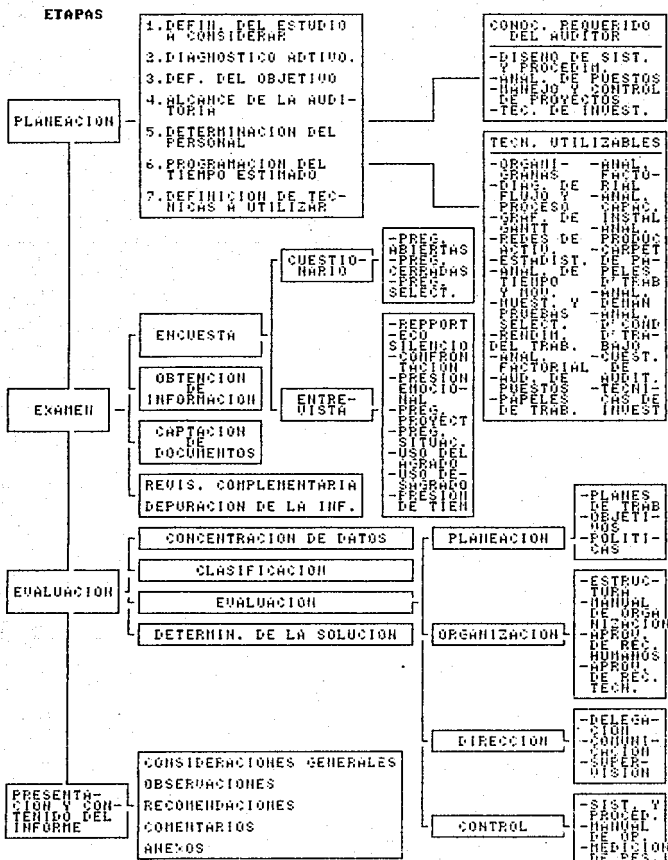 ETAPAS
PLANEACION
1.DEFIN. DEL ESTUDIO
A CONSIDERAR
2.DIAGNOSTICO ADTIVO.
3.DEF. DEL OBJETIVO
4.ALCANCE DE LA AUDI-
TORIA
5.DETERMINACION DEL
PERSONAL
6.PROGRAMACION DEL
TIEMPO ESTIMADO
7.DEFINICION DE TEC-
NICAS A UTILIZAR
CONOC. REQUERIDO
DEL AUDITOR
-DISENO DE SIST.
Y PROCEDIM.
-ANAL. DE PUESTOS
-MANEJO Y CONTROL
DE PROYECTOS
-TEC. DE INVEST.
TECN. UTILIZABLES
-ORGANI-
GRANAS
-DIAG. DE
FLUJO Y
PROCESO
-GRAF. DE
GANTT
-REDES DE
ACTIV.
-ESTADIST.
-ANAL. DE
TIEMPO
Y MOV.
-MUEST. Y
PRUEBAS
SELECT.
-RENDIM.
DEL TRAB.
-ANAL.
FACTORIAL
-AUD. DE
PUESTOS
-PAPELES
DE TRAB.
-ANAL.
FACTO-
RIAL
-ANAL.
CAPAC.
INSTAL
-ANAL.
PRODUC
-CARPET
DE PA-
PELES
D'TRAB
-ANAL.
DEMAN
-ANAL.
D'COND
D'TRA-
BAJO
-CUEST.
DE
AUDIT.
-TECNI-
CAS DE
INVEST
EXAMEN
ENCUESTA
OBTENCION
DE
INFORMACION
CAPTACION
DE
DOCUMENTOS
REVIS. COMPLEMENTARIA
DEPURACION DE LA INF.
CUESTIO-
NARIO
-PREG.
ABIERTAS
-PREG.
CERRADAS
-PREG.
SELECT.
ENTRE-
VISTA
-REPPORT
-ECO
SILENCIO
-COMFRON
TACION
-PRESION
EMOCIO-
NAL
-PREG.
PROYECT
-PREG.
SITUAC.
-USO DEL
AGRADO
-USO DE-
SAGRADO
-PRESION
DE TIEM
EVALUACION
CONCENTRACION DE DATOS
CLASIFICACION
EVALUACION
DETERMIN. DE LA SOLUCION
PLANEACION
-PLANES
DE TRAB
-OBJETI-
VOS
-POLITI-
CAS
ORGANIZACION
-ESTRUC-
TURA
-MANUAL
DE ORGA
NIZACION
-APROV.
DE REC.
HUMANOS
-APROV.
DE REC.
TECN.
DIRECCION
-DELEGA-
CION
-COMUNI-
CACION
-SUPER-
VISION
CONTROL
-SIST. Y
PROCED.
-MANUAL
DE OP.
-MEDICION
PRESENTA-
CION Y CON-
TENIDO DEL
INFORME
CONSIDERACIONES GENERALES
OBSERVACIONES
RECOMENDACIONES
COMENTARIOS
ANEXOS